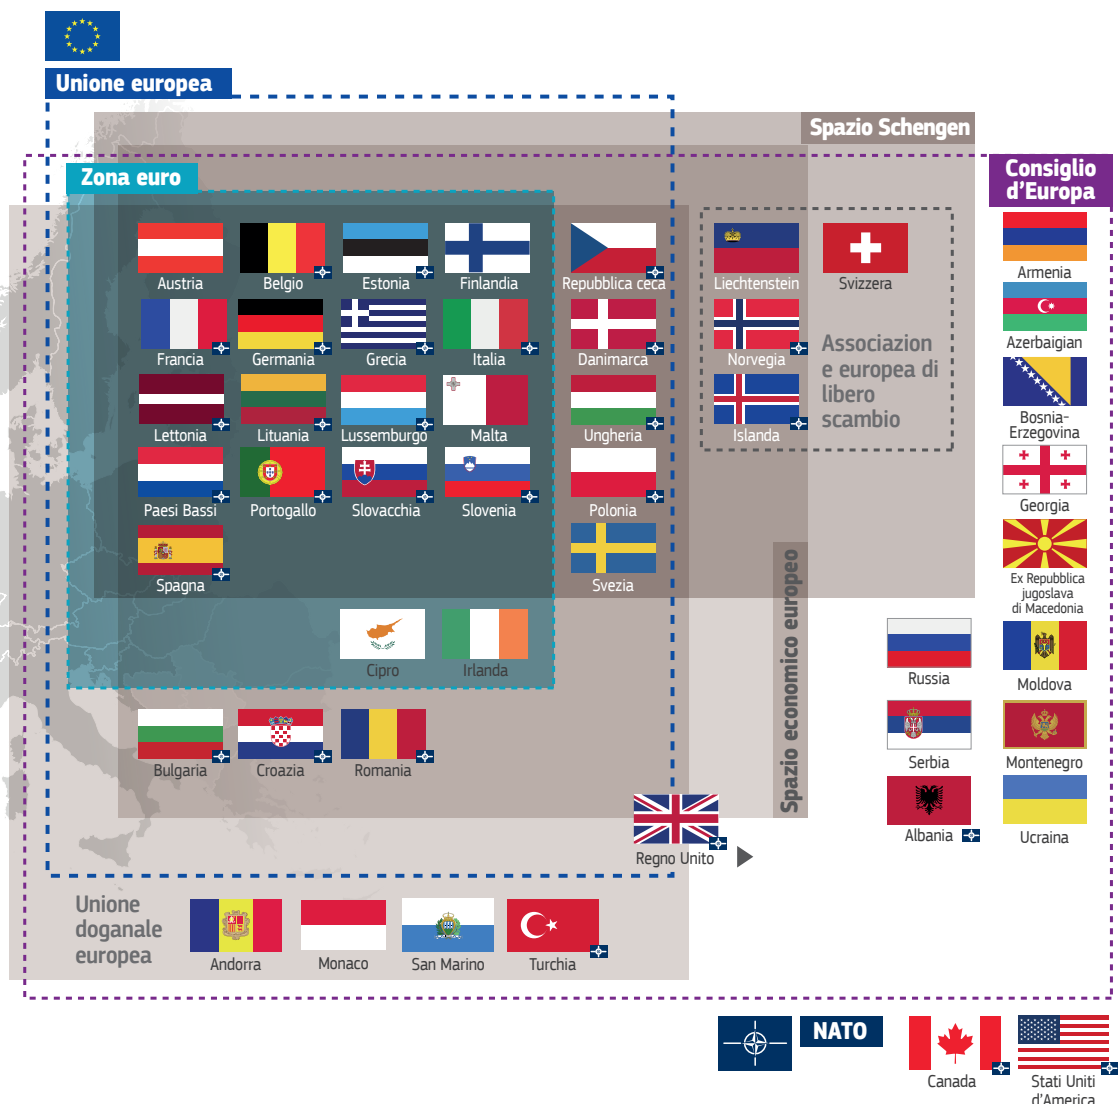 Unione europea
Spazio Schengen
Consiglio
d'Europa
Zona euro
Austria
Belgio
Estonia
Finlandia
Repubblica ceca
Liechtenstein
Svizzera
Armenia
Francia
Germania
Grecia
Italia
Danimarca
Norvegia
Associazion
e europea di
libero
scambio
Azerbaigian
Lettonia
Lituania
Lussemburgo
Malta
Ungheria
Islanda
Bosnia-
Erzegovina
Paesi Bassi
Portogallo
Slovacchia
Slovenia
Polonia
Georgia
Spagna
Svezia
Ex Repubblica
jugoslava
di Macedonia
Cipro
Irlanda
Spazio economico europeo
Russia
Moldova
Bulgaria
Croazia
Romania
Serbia
Montenegro
Regno Unito
Albania
Ucraina
Unione
doganale
europea
Andorra
Monaco
San Marino
Turchia
NATO
Canada
Stati Uniti
d'America